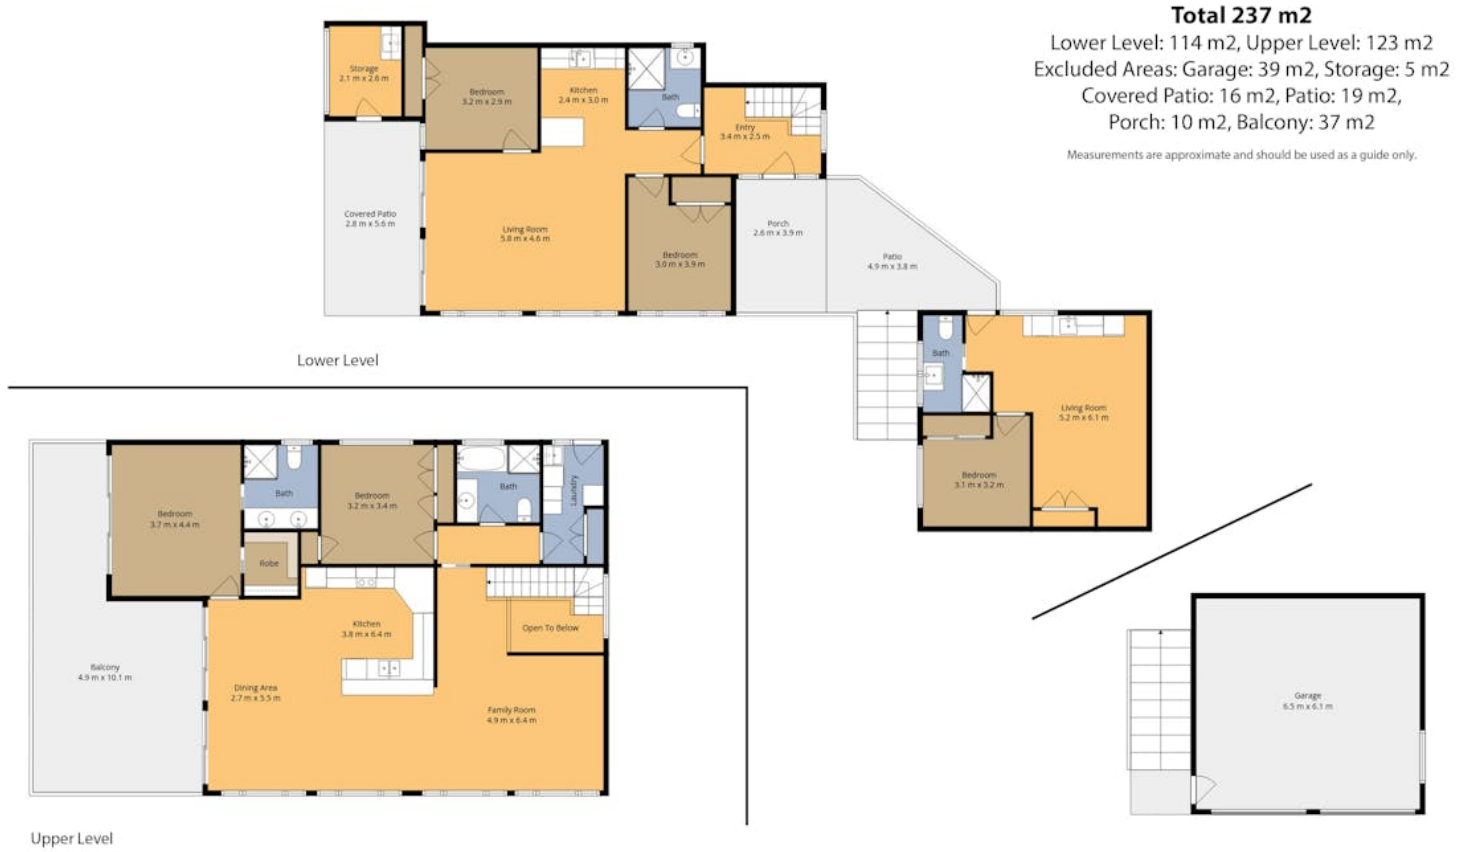 Total 237 m2
Lower Level: 114 m2, Upper Level: 123 m2
Excluded Areas: Garage: 39 m2, Storage: 5 m2
Covered Patio: 16 m2, Patio: 19 m2,
Porch: 10 m2, Balcony: 37 m2
Measurements are approximate and should be used as a guide only.
Storage
2.1 m x 2.6 m
Bedroom
3.2 m x 2.9 m
Kitchen
2.4 m x 3.0 m
Bath
Entry
3.4 m x 2.5 m
Covered Patio
2.8 m x 5.6 m
Living Room
5.8 m x 4.6 m
Bedroom
3.0 m x 3.9 m
Porch
2.6 m x 3.9 m
Patio
4.9 m x 3.8 m
Bath
Living Room
5.2 m x 6.1 m
Bedroom
3.1 m x 3.2 m
Lower Level
Bedroom
3.7 m x 4.4 m
Bath
Robe
Bedroom
3.2 m x 3.4 m
Bath
Laundry
Kitchen
3.8 m x 6.4 m
Open To Below
Balcony
4.9 m x 10.1 m
Dining Area
2.7 m x 5.5 m
Family Room
4.9 m x 6.4 m
Garage
6.5 m x 6.1 m
Upper Level